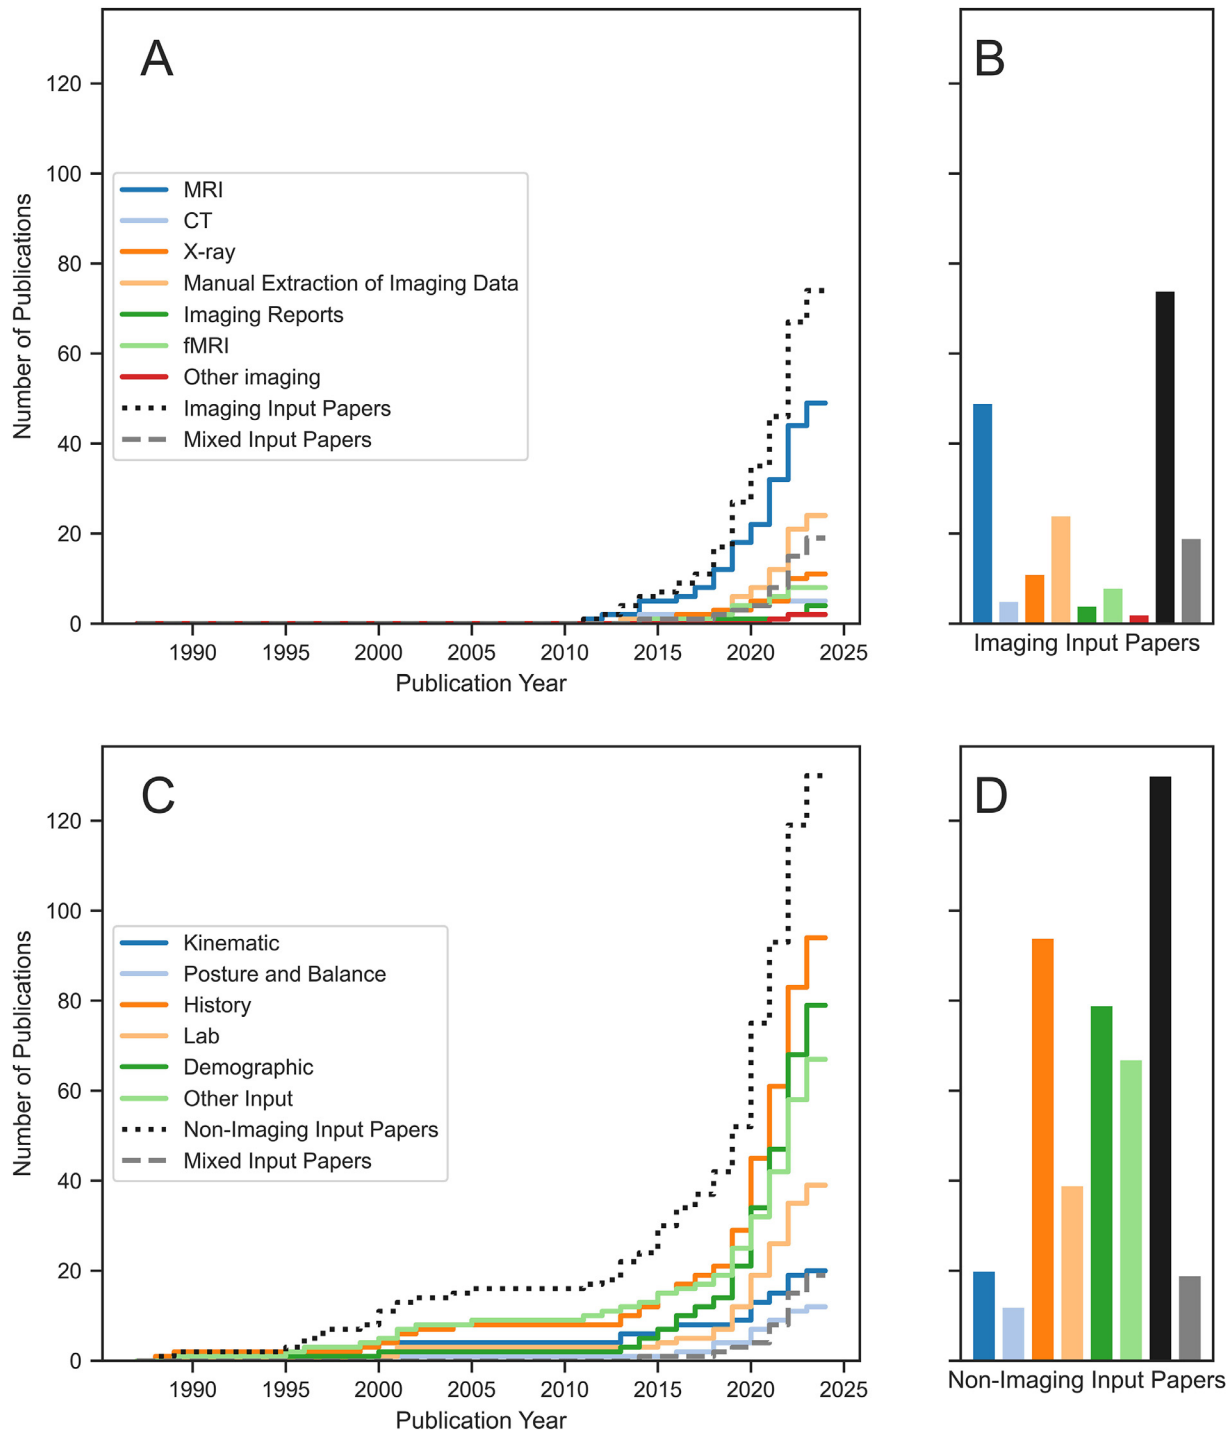 A
B
120
100
80
60
40
20
0
Number of Publications
MRI
CT
X-ray
Manual Extraction of Imaging Data
Imaging Reports
fMRI
Other imaging
Imaging Input Papers
Mixed Input Papers
1990 1995 2000 2005 2010 2015 2020 2025
Publication Year
Imaging Input Papers
C
D
120
100
80
60
40
20
0
Number of Publications
Kinematic
Posture and Balance
History
Lab
Demographic
Other Input
Non-Imaging Input Papers
Mixed Input Papers
1990 1995 2000 2005 2010 2015 2020 2025
Publication Year
Non-Imaging Input Papers